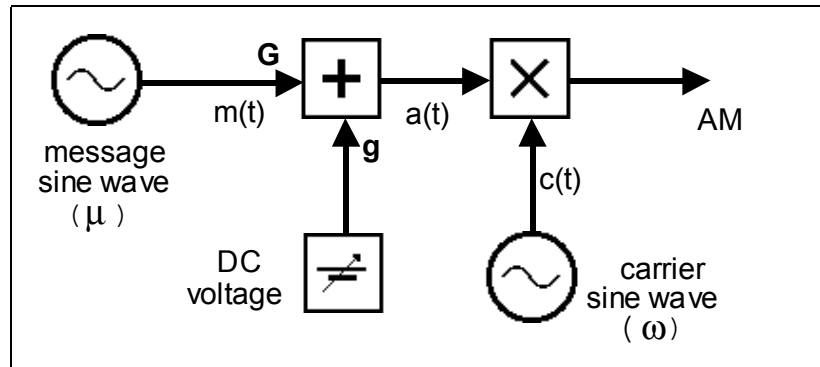 G
m(t)
a(t)
AM
message
sine wave
(μ)
g
c(t)
DC
voltage
carrier
sine wave
(ω)